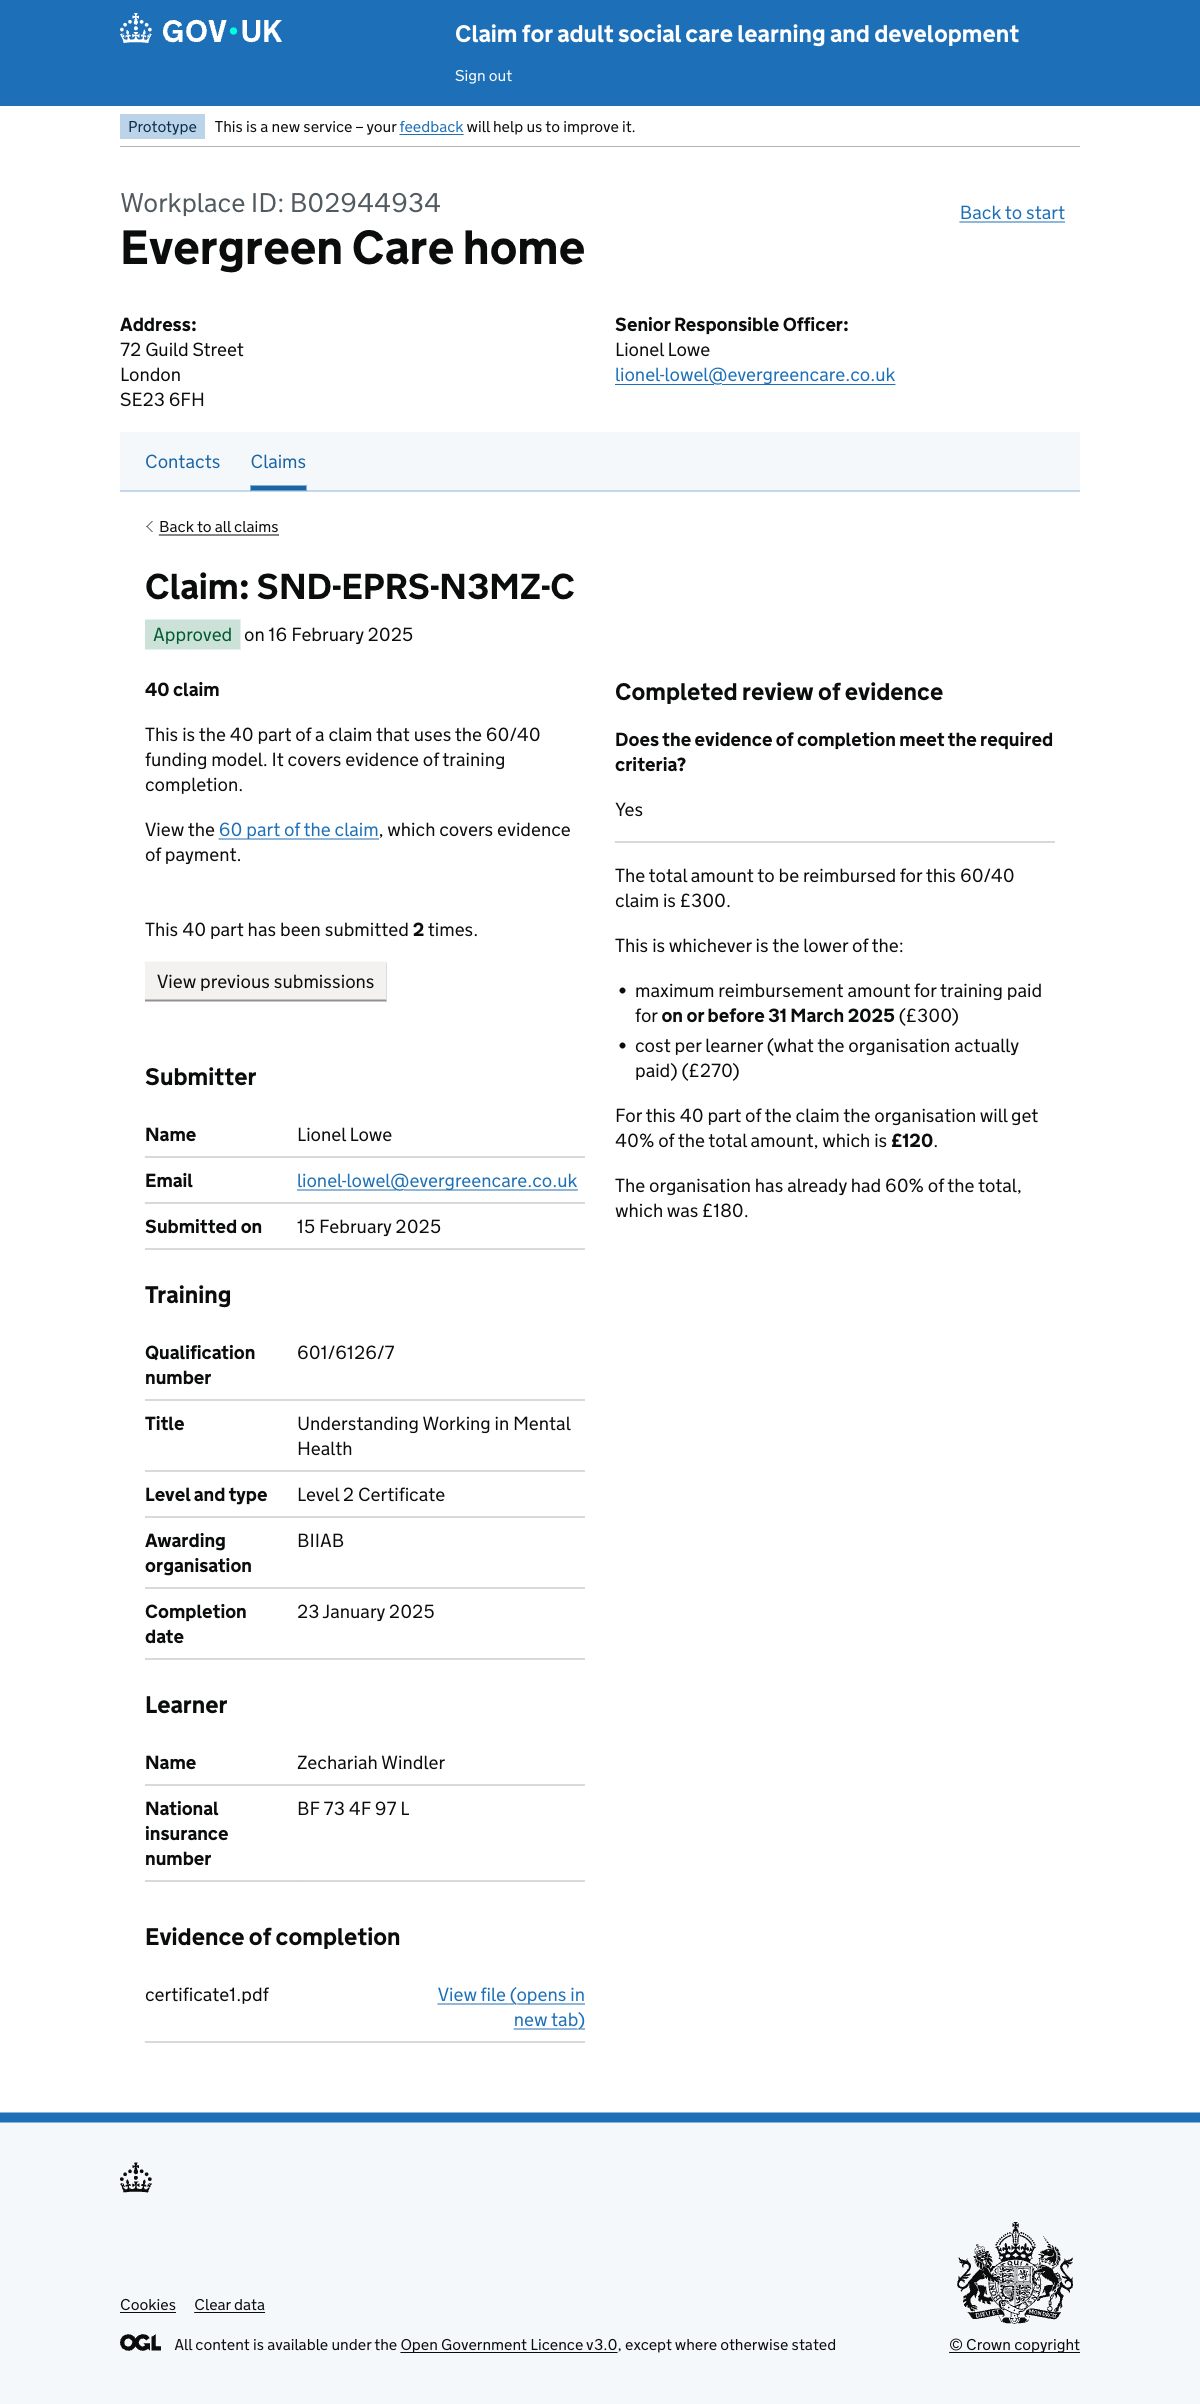 GOV·UK
Claim for adult social care learning and development
Sign out
Prototype
This is a new service – your feedback will help us to improve it.
Workplace ID: B02944934
Back to start
Evergreen Care home
Address:
72 Guild Street
London
SE23 6FH
Senior Responsible Officer:
Lionel Lowe
lionel-lowel@evergreencare.co.uk
Contacts
Claims
Back to all claims
Claim: SND-EPRS-N3MZ-C
Approved on 16 February 2025
40 claim
This is the 40 part of a claim that uses the 60/40
funding model. It covers evidence of training
completion.
View the 60 part of the claim, which covers evidence
of payment.
This 40 part has been submitted 2 times.
View previous submissions
Submitter
Name Lionel Lowe
Email lionel-lowel@evergreencare.co.uk
Submitted on 15 February 2025
Training
Qualification
number
601/6126/7
Title
Understanding Working in Mental
Health
Level and type Level 2 Certificate
Awarding
organisation
BIIAB
Completion
date
23 January 2025
Learner
Name Zechariah Windler
National
insurance
number
BF 73 4F 97 L
Evidence of completion
certificate1.pdf
View file (opens in
new tab)
Completed review of evidence
Does the evidence of completion meet the required
criteria?
Yes
The total amount to be reimbursed for this 60/40
claim is £300.
This is whichever is the lower of the:
• maximum reimbursement amount for training paid
for on or before 31 March 2025 (£300)
• cost per learner (what the organisation actually
paid) (£270)
For this 40 part of the claim the organisation will get
40% of the total amount, which is £120.
The organisation has already had 60% of the total,
which was £180.
Cookies
Clear data
OGL
All content is available under the Open Government Licence v3.0, except where otherwise stated
© Crown copyright